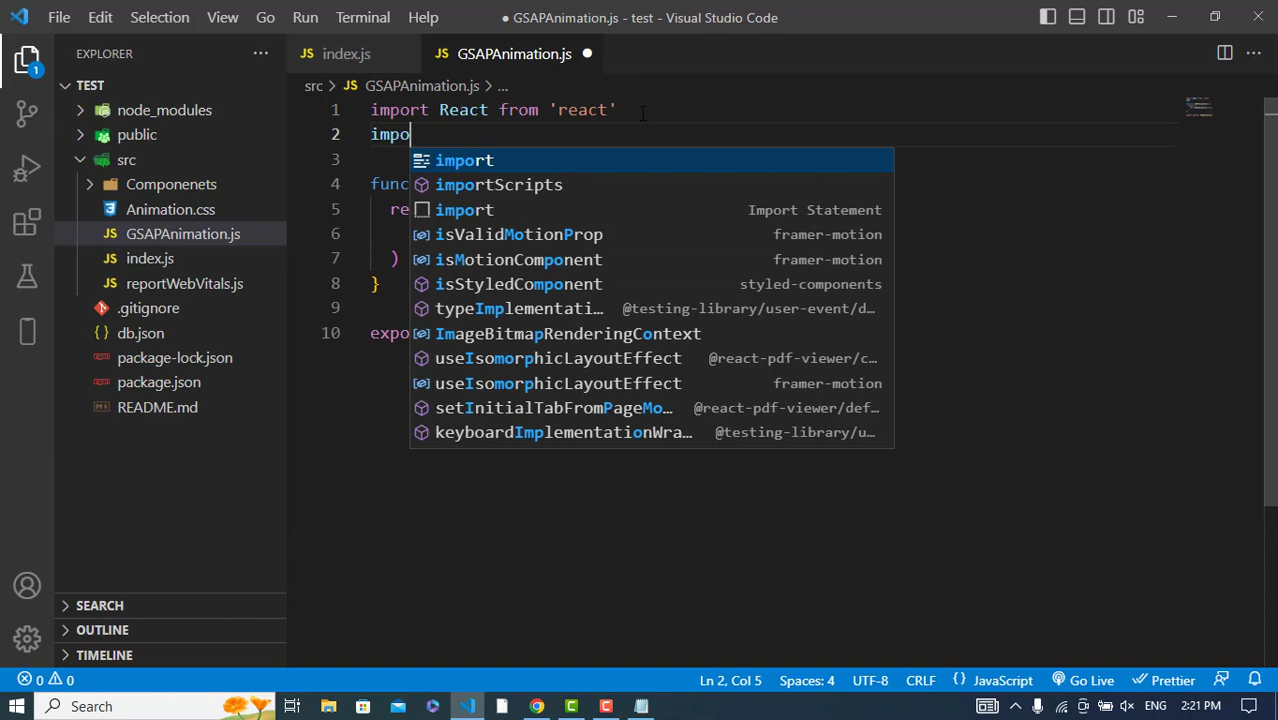 File Edit Selection View Go Run Terminal Help
● GSAPAnimation.js - test - Visual Studio Code
EXPLORER
TEST
node_modules
public
src
Componenets
Animation.css
GSAPAnimation.js
index.js
reportWebVitals.js
.gitignore
db.json
package-lock.json
package.json
README.md
SEARCH
OUTLINE
TIMELINE
1
JS index.js
JS GSAPAnimation.js
src > JS GSAPAnimation.js > ...
1 import React from 'react'
2 impo
3
4 func
5 re
6
7 )
8 }
9
10 expo
import
importScripts
import Import Statement
isValidMotionProp framer-motion
isMotionComponent framer-motion
isStyledComponent styled-components
typeImplementati... @testing-library/user-event/d...
ImageBitmapRenderingContext
useIsomorphicLayoutEffect @react-pdf-viewer/c...
useIsomorphicLayoutEffect framer-motion
setInitialTabFromPageMo... @react-pdf-viewer/def...
keyboardImplementationWra... @testing-library/u...
0 0 Ln 2, Col 5 Spaces: 4 UTF-8 CRLF {} JavaScript Go Live Prettier
Search ENG 2:21 PM